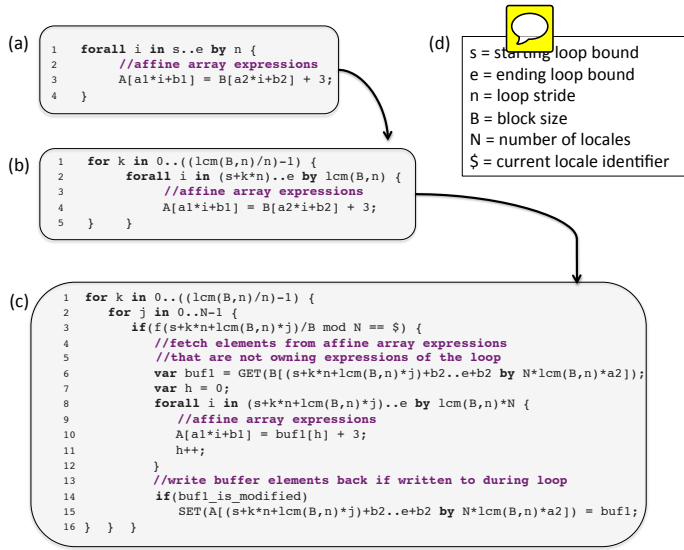 (a)
1 forall i in s..e by n {
2 //affine array expressions
3 A[a1*i+b1] = B[a2*i+b2] + 3;
4 }
(d)
s = starting loop bound
e = ending loop bound
n = loop stride
B = block size
N = number of locales
$ = current locale identifier
(b)
1 for k in 0..((lcm(B,n)/n)-1) {
2 forall i in (s+k*n)..e by lcm(B,n) {
3 //affine array expressions
4 A[a1*i+b1] = B[a2*i+b2] + 3;
5 } }
(c)
1 for k in 0..((lcm(B,n)/n)-1) {
2 for j in 0..N-1 {
3 if(f(s+k*n+lcm(B,n)*j)/B mod N == $) {
4 //fetch elements from affine array expressions
5 //that are not owning expressions of the loop
6 var buf1 = GET(B[(s+k*n+lcm(B,n)*j)+b2..e+b2 by N*lcm(B,n)*a2]);
7 var h = 0;
8 forall i in (s+k*n+lcm(B,n)*j)..e by lcm(B,n)*N {
9 //affine array expressions
10 A[a1*i+b1] = buf1[h] + 3;
11 h++;
12 }
13 //write buffer elements back if written to during loop
14 if(buf1_is_modified)
15 SET(A[(s+k*n+lcm(B,n)*j)+b2..e+b2 by N*lcm(B,n)*a2]) = buf1;
16 } } }